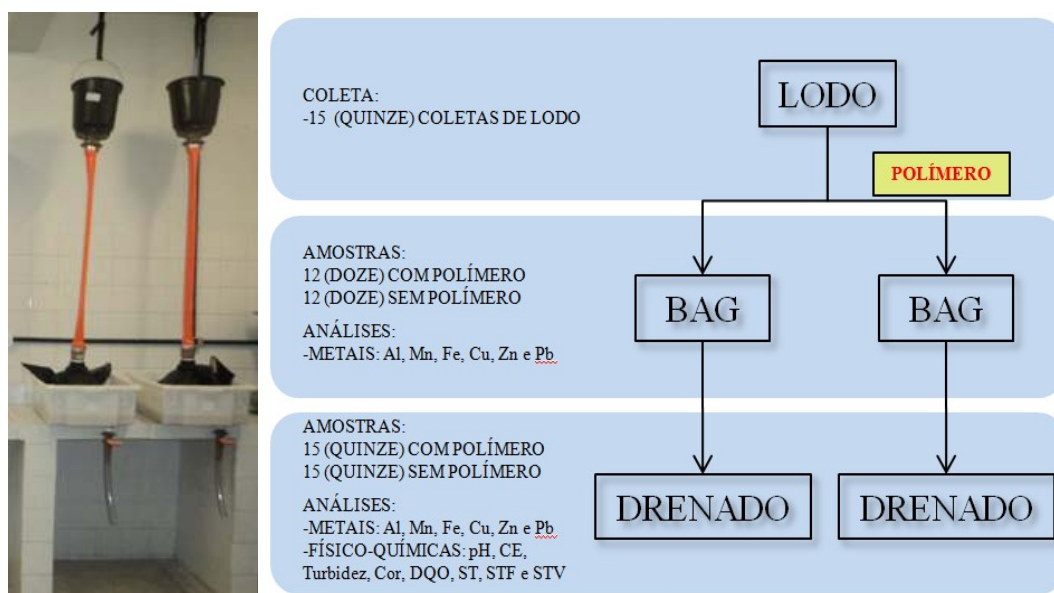 COLETA:
-15 (QUINZE) COLETAS DE LODO
LODO
POLÍMERO
AMOSTRAS:
12 (DOZE) COM POLÍMERO
12 (DOZE) SEM POLÍMERO
ANÁLISES:
-METAIS: Al, Mn, Fe, Cu, Zn e Pb
BAG
BAG
AMOSTRAS:
15 (QUINZE) COM POLÍMERO
15 (QUINZE) SEM POLÍMERO
ANÁLISES:
-METAIS: Al, Mn, Fe, Cu, Zn e Pb
-FÍSICO-QUÍMICAS: pH, CE,
Turbidez, Cor, DQO, ST, STF e STV
DRENADO
DRENADO